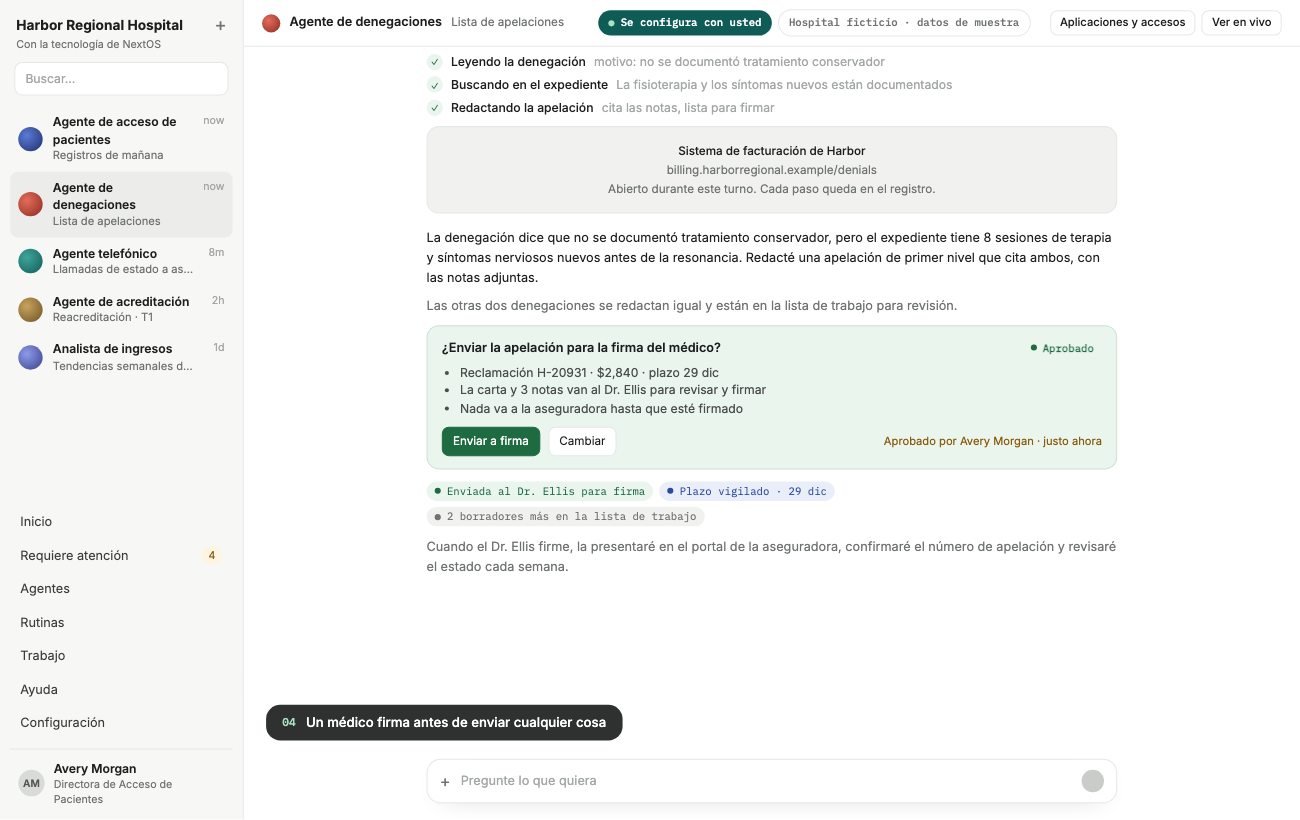 Harbor Regional Hospital
+
Con la tecnología de NextOS
Buscar...
Agente de acceso de pacientes
now
Registros de mañana
Agente de denegaciones
now
Lista de apelaciones
Agente telefónico
8m
Llamadas de estado a as...
Agente de acreditación
2h
Reacreditación · T1
Analista de ingresos
1d
Tendencias semanales d...
Inicio
Requiere atención
4
Agentes
Rutinas
Trabajo
Ayuda
Configuración
AM
Avery Morgan
Directora de Acceso de Pacientes
Agente de denegaciones
Lista de apelaciones
Se configura con usted
Hospital ficticio · datos de muestra
Aplicaciones y accesos
Ver en vivo
Leyendo la denegación motivo: no se documentó tratamiento conservador
Buscando en el expediente La fisioterapia y los síntomas nuevos están documentados
Redactando la apelación cita las notas, lista para firmar
Sistema de facturación de Harbor
billing.harborregional.example/denials
Abierto durante este turno. Cada paso queda en el registro.
La denegación dice que no se documentó tratamiento conservador, pero el expediente tiene 8 sesiones de terapia
y síntomas nerviosos nuevos antes de la resonancia. Redacté una apelación de primer nivel que cita ambos, con
las notas adjuntas.
Las otras dos denegaciones se redactan igual y están en la lista de trabajo para revisión.
¿Enviar la apelación para la firma del médico?
Aprobado
• Reclamación H-20931 · $2,840 · plazo 29 dic
• La carta y 3 notas van al Dr. Ellis para revisar y firmar
• Nada va a la aseguradora hasta que esté firmado
Enviar a firma
Cambiar
Aprobado por Avery Morgan · justo ahora
Enviada al Dr. Ellis para firma
Plazo vigilado · 29 dic
2 borradores más en la lista de trabajo
Cuando el Dr. Ellis firme, la presentaré en el portal de la aseguradora, confirmaré el número de apelación y revisaré
el estado cada semana.
04 Un médico firma antes de enviar cualquier cosa
+ Pregunte lo que quiera